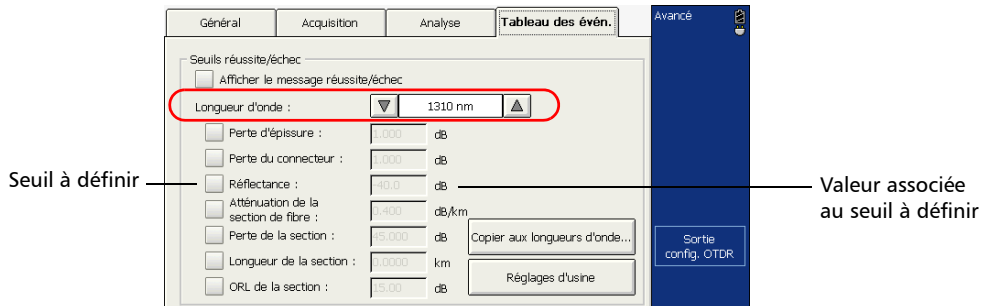 Général
Acquisition
Analyse
Tableau des évén.
Avancé
Seuils réussite/échec
Afficher le message réussite/échec
Longueur d'onde :
1310 nm
Perte d'épissure :
1.000
dB
Perte du connecteur :
1.000
dB
Seuil à définir
Réflectance :
-40.0
dB
Valeur associée
au seuil à définir
Atténuation de la
section de fibre :
0.400
dB/km
Perte de la section :
45.000
dB
Copier aux longueurs d'onde...
Longueur de la section :
0.0000
km
Réglages d'usine
ORL de la section :
15.00
dB
Sortie
config. OTDR